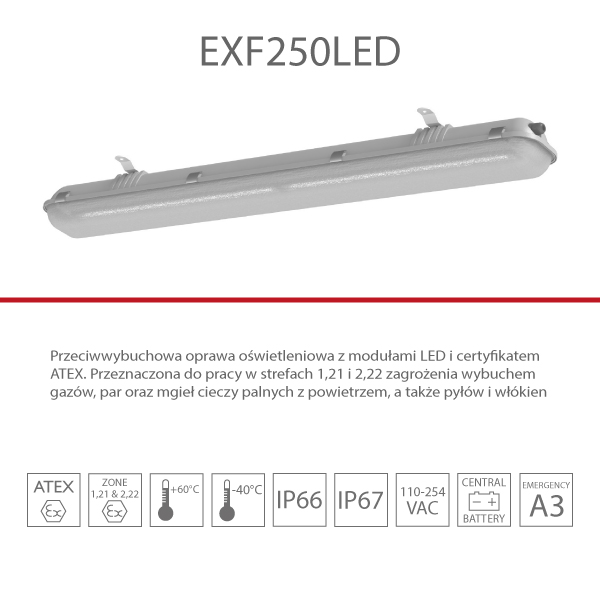 EXF250LED
Przeciwwybuchowa oprawa oświetleniowa z modułami LED i certyfikatem
ATEX. Przeznaczona do pracy w strefach 1,21 i 2,22 zagrożenia wybuchem
gazów, par oraz mgieł cieczy palnych z powietrzem, a także pyłów i włókien
ATEX
Ex
ZONE
1,21 & 2,22
Ex
+60°C
-40°C
IP66
IP67
110-254
VAC
CENTRAL
- +
BATTERY
EMERGENCY
A3